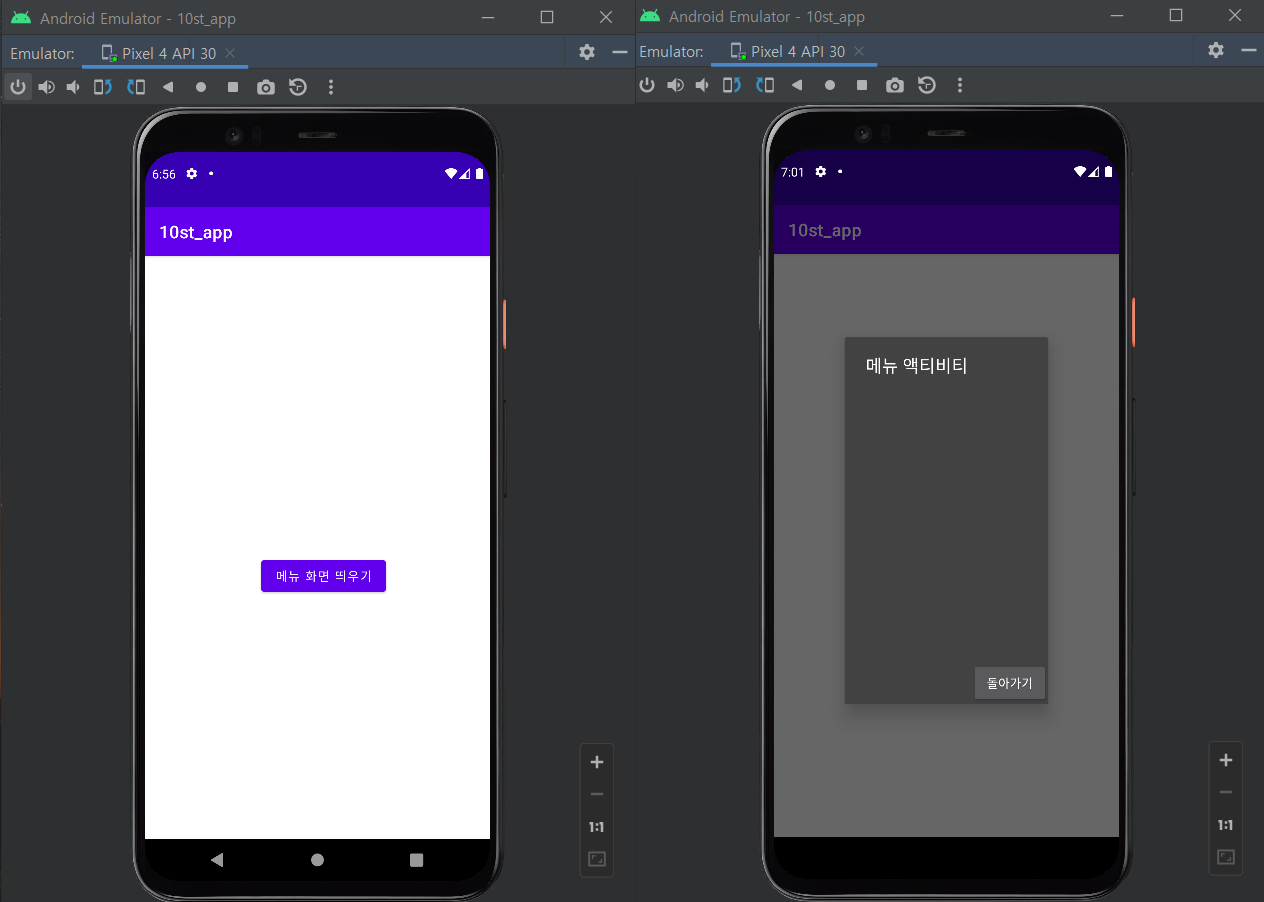 Android Emulator - 10st_app
Emulator: Pixel 4 API 30
6:56
10st_app
메뉴 화면 띄우기
1:1
Android Emulator - 10st_app
Emulator: Pixel 4 API 30
7:01
10st_app
메뉴 액티비티
돌아가기
1:1